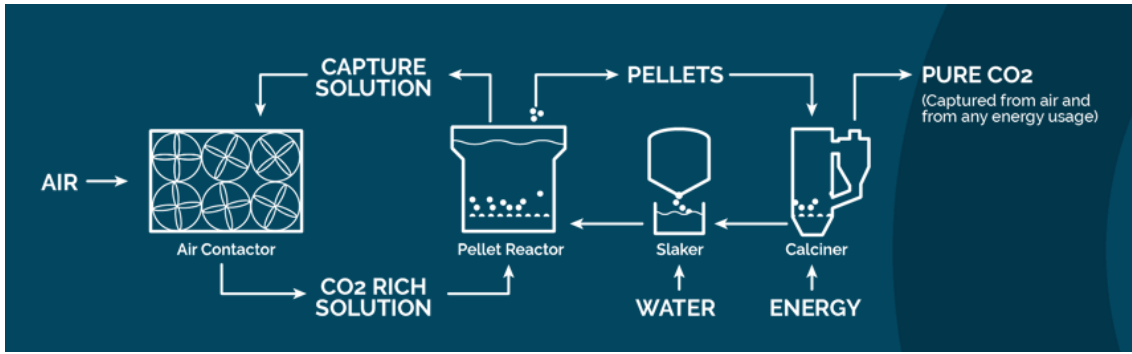 CAPTURE
SOLUTION
PELLETS
PURE CO2
(Captured from air and
from any energy usage)
AIR
Air Contactor
Pellet Reactor
Slaker
Calciner
CO2 RICH
SOLUTION
WATER
ENERGY